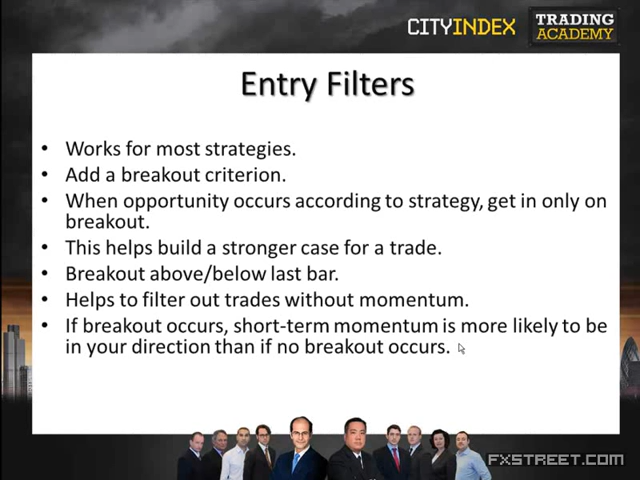 CITYINDEX
TRADING
ACADEMY
Entry Filters
• Works for most strategies.
• Add a breakout criterion.
• When opportunity occurs according to strategy, get in only on
breakout.
• This helps build a stronger case for a trade.
• Breakout above/below last bar.
• Helps to filter out trades without momentum.
• If breakout occurs, short-term momentum is more likely to be
in your direction than if no breakout occurs.
FXSTREET.COM